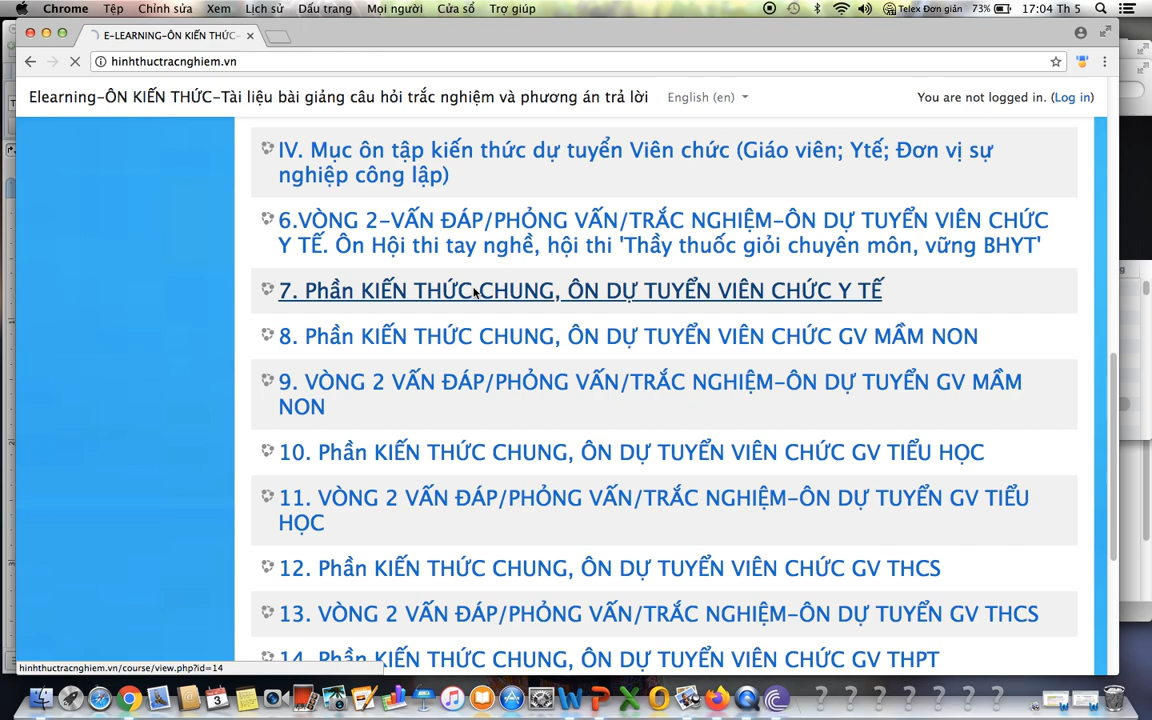 Chrome Tệp Chỉnh sửa Xem Lịch sử Dấu trang Mọi người Cửa sổ Trợ giúp Telex Đơn giản 73% 17:04 Th 5
E-LEARNING-ÔN KIẾN THỨC-
hinhthuctracnghiem.vn
Elearning-ÔN KIẾN THỨC-Tài liệu bài giảng câu hỏi trắc nghiệm và phương án trả lời English (en) You are not logged in. (Log in)
IV. Mục ôn tập kiến thức dự tuyển Viên chức (Giáo viên; Ytế; Đơn vị sự
nghiệp công lập)
6.VÒNG 2-VẤN ĐÁP/PHỎNG VẤN/TRẮC NGHIỆM-ÔN DỰ TUYỂN VIÊN CHỨC
Y TẾ. Ôn Hội thi tay nghề, hội thi 'Thầy thuốc giỏi chuyên môn, vững BHYT'
7. Phần KIẾN THỨC CHUNG, ÔN DỰ TUYỂN VIÊN CHỨC Y TẾ
8. Phần KIẾN THỨC CHUNG, ÔN DỰ TUYỂN VIÊN CHỨC GV MẦM NON
9. VÒNG 2 VẤN ĐÁP/PHỎNG VẤN/TRẮC NGHIỆM-ÔN DỰ TUYỂN GV MẦM
NON
10. Phần KIẾN THỨC CHUNG, ÔN DỰ TUYỂN VIÊN CHỨC GV TIỂU HỌC
11. VÒNG 2 VẤN ĐÁP/PHỎNG VẤN/TRẮC NGHIỆM-ÔN DỰ TUYỂN GV TIỂU
HỌC
12. Phần KIẾN THỨC CHUNG, ÔN DỰ TUYỂN VIÊN CHỨC GV THCS
13. VÒNG 2 VẤN ĐÁP/PHỎNG VẤN/TRẮC NGHIỆM-ÔN DỰ TUYỂN GV THCS
14. Phần KIẾN THỨC CHUNG, ÔN DỰ TUYỂN VIÊN CHỨC GV THPT
hinhthuctracnghiem.vn/course/view.php?id=14